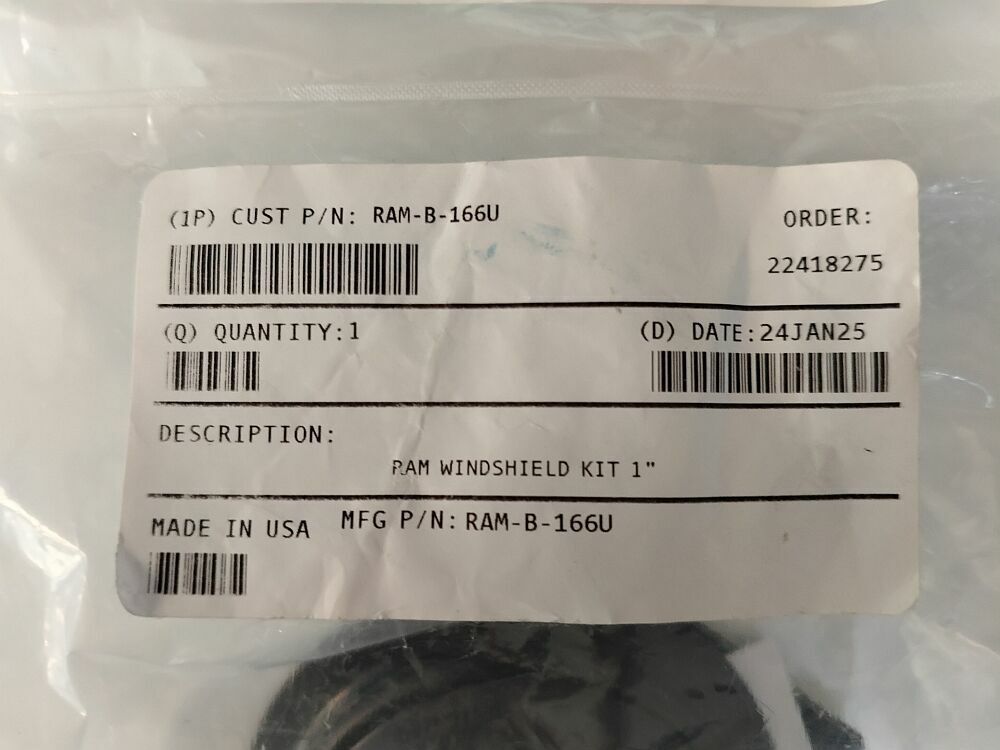 (1P) CUST P/N: RAM-B-166U
ORDER:
22418275
(Q) QUANTITY:1
(D) DATE:24JAN25
DESCRIPTION:
RAM WINDSHIELD KIT 1"
MADE IN USA MFG P/N:RAM-B-166U